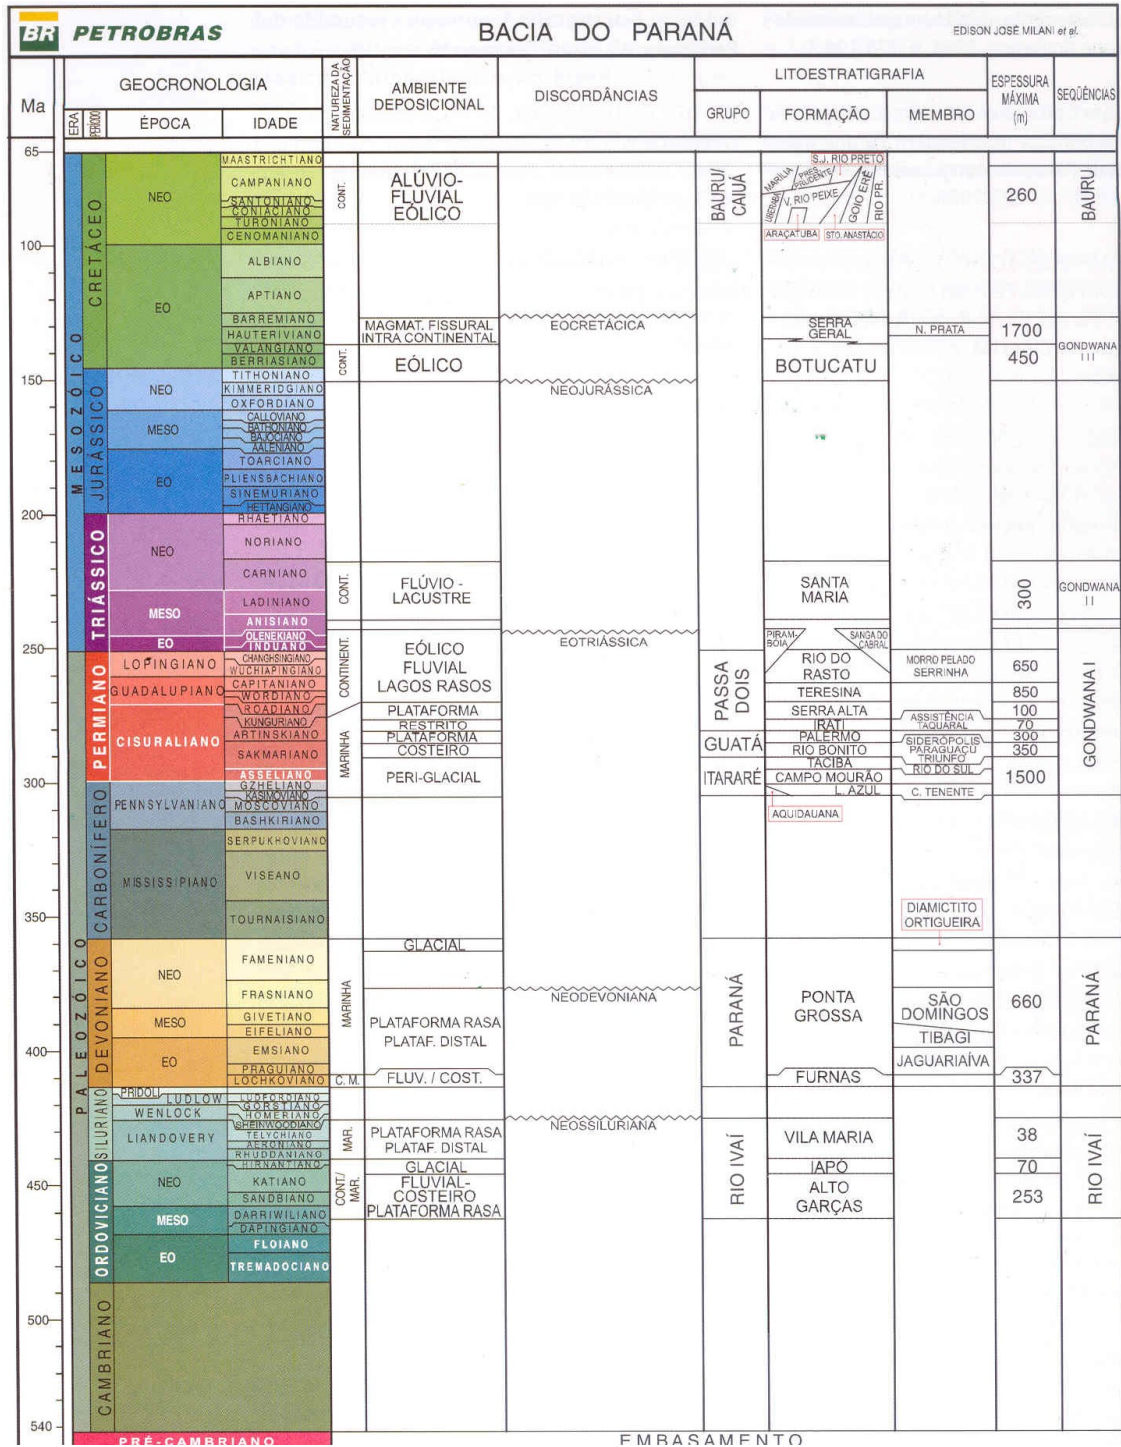 BR PETROBRAS
BACIA DO PARANÁ
EDISON JOSÉ MILANI et al.
Ma
GEOCRONOLOGIA
ERA
PERÍODO
ÉPOCA
IDADE
NATUREZA DA
SEDIMENTAÇÃO
AMBIENTE
DEPOSICIONAL
DISCORDÂNCIAS
LITOESTRATIGRAFIA
GRUPO
FORMAÇÃO
MEMBRO
ESPESSURA
MÁXIMA
(m)
SEQÜÊNCIAS
65
100
150
200
250
300
350
400
450
500
540
MESOZÓICO
PALEOZÓICO
CRETÁCEO
JURÁSSICO
TRIÁSSICO
PERMIANO
CARBONÍFERO
DEVONIANO
SILURIANO
ORDOVICIANO
CAMBRIANO
NEO
EO
NEO
MESO
EO
NEO
MESO
EO
LOPINGIANO
GUADALUPIANO
CISURALIANO
PENNSYLVANIANO
MISSISSIPIANO
NEO
MESO
EO
PRIDOLI
LUDLOW
WENLOCK
LIANDOVERY
NEO
MESO
EO
MAASTRICHTIANO
CAMPANIANO
SANTONIANO
CONIACIANO
TURONIANO
CENOMANIANO
ALBIANO
APTIANO
BARREMIANO
HAUTERIVIANO
VALANGIANO
BERRIASIANO
TITHONIANO
KIMMERIDGIANO
OXFORDIANO
CALLOVIANO
BATHONIANO
BAJOCIANO
AALENIANO
TOARCIANO
PLIENSBACHIANO
SINEMURIANO
HETTANGIANO
RHAETIANO
NORIANO
CARNIANO
LADINIANO
ANISIANO
OLENEKIANO
INDUANO
CHANGHSINGIANO
WUCHIAPINGIANO
CAPITANIANO
WORDIANO
ROADIANO
KUNGURIANO
ARTINSKIANO
SAKMARIANO
ASSELIANO
GZHELIANO
KASIMOVIANO
MOSCOVIANO
BASHKIRIANO
SERPUKHOVIANO
VISEANO
TOURNAISIANO
FAMENIANO
FRASNIANO
GIVETIANO
EIFELIANO
EMSIANO
PRAGUIANO
LOCHKOVIANO
LUDFORDIANO
GORSTIANO
HOMERIANO
SHEINWOODIANO
TELYCHIANO
AERONIANO
RHUDDANIANO
HIRNANTIANO
KATIANO
SANDBIANO
DARRIWILIANO
DAPINGIANO
FLOIANO
TREMADOCIANO
CONT.
CONT.
CONT.
CONTINENT.
MARINHA
MARINHA
C. M.
MAR.
CONT./
MAR.
ALÚVIO-
FLUVIAL
EÓLICO
MAGMAT. FISSURAL
INTRA CONTINENTAL
EÓLICO
FLÚVIO -
LACUSTRE
EÓLICO
FLUVIAL
LAGOS RASOS
PLATAFORMA
RESTRITO
PLATAFORMA
COSTEIRO
PERI-GLACIAL
GLACIAL
PLATAFORMA RASA
PLATAF. DISTAL
FLUV. / COST.
PLATAFORMA RASA
PLATAF. DISTAL
GLACIAL
FLUVIAL-
COSTEIRO
PLATAFORMA RASA
EOCRETÁCICA
NEOJURÁSSICA
EOTRIÁSSICA
NEODEVONIANA
NEOSSILURIANA
BAURU/
CAIUÁ
PASSA
DOIS
GUATÁ
ITARARÉ
PARANÁ
RIO IVAÍ
S.J. RIO PRETO
MARÍLIA
PRES.
PRUDENTE
UBERABA
V. RIO PEIXE
GOIO ERÊ
RIO PR.
ARAÇATUBA
STO. ANASTÁCIO
SERRA
GERAL
BOTUCATU
SANTA
MARIA
PIRAM-
BÓIA
SANGA DO
CABRAL
RIO DO
RASTO
TERESINA
SERRA ALTA
IRATI
PALERMO
RIO BONITO
TACIBA
CAMPO MOURÃO
L. AZUL
AQUIDAUANA
PONTA
GROSSA
FURNAS
VILA MARIA
IAPÓ
ALTO
GARÇAS
N. PRATA
MORRO PELADO
SERRINHA
ASSISTÊNCIA
TAQUARAL
SIDERÓPOLIS
PARAGUAÇU
TRIUNFO
RIO DO SUL
C. TENENTE
DIAMICTITO
ORTIGUEIRA
SÃO
DOMINGOS
TIBAGI
JAGUARIAÍVA
260
1700
450
300
650
850
100
70
300
350
1500
660
337
38
70
253
BAURU
GONDWANA
III
GONDWANA
II
GONDWANA I
PARANÁ
RIO IVAÍ
PRÉ-CAMBRIANO
EMBASAMENTO